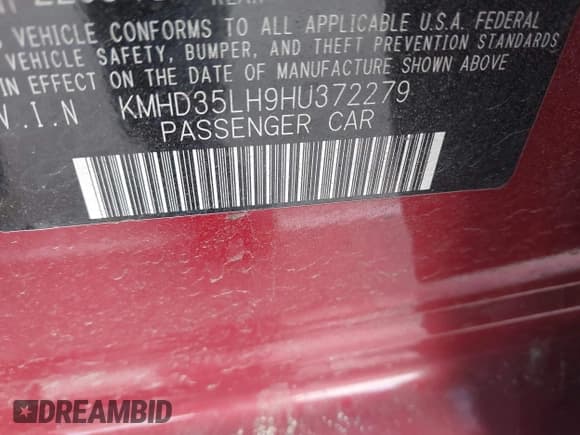 VEHICLE CONFORMS TO ALL APPLICABLE U.S.A. FEDERAL
VEHICLE SAFETY, BUMPER, AND THEFT PREVENTION STANDARDS
IN EFFECT ON THE DATE OF MANUFACTURE SHOWN ABOVE
V.I.N KMHD35LH9HU372279
PASSENGER CAR
DREAMBID